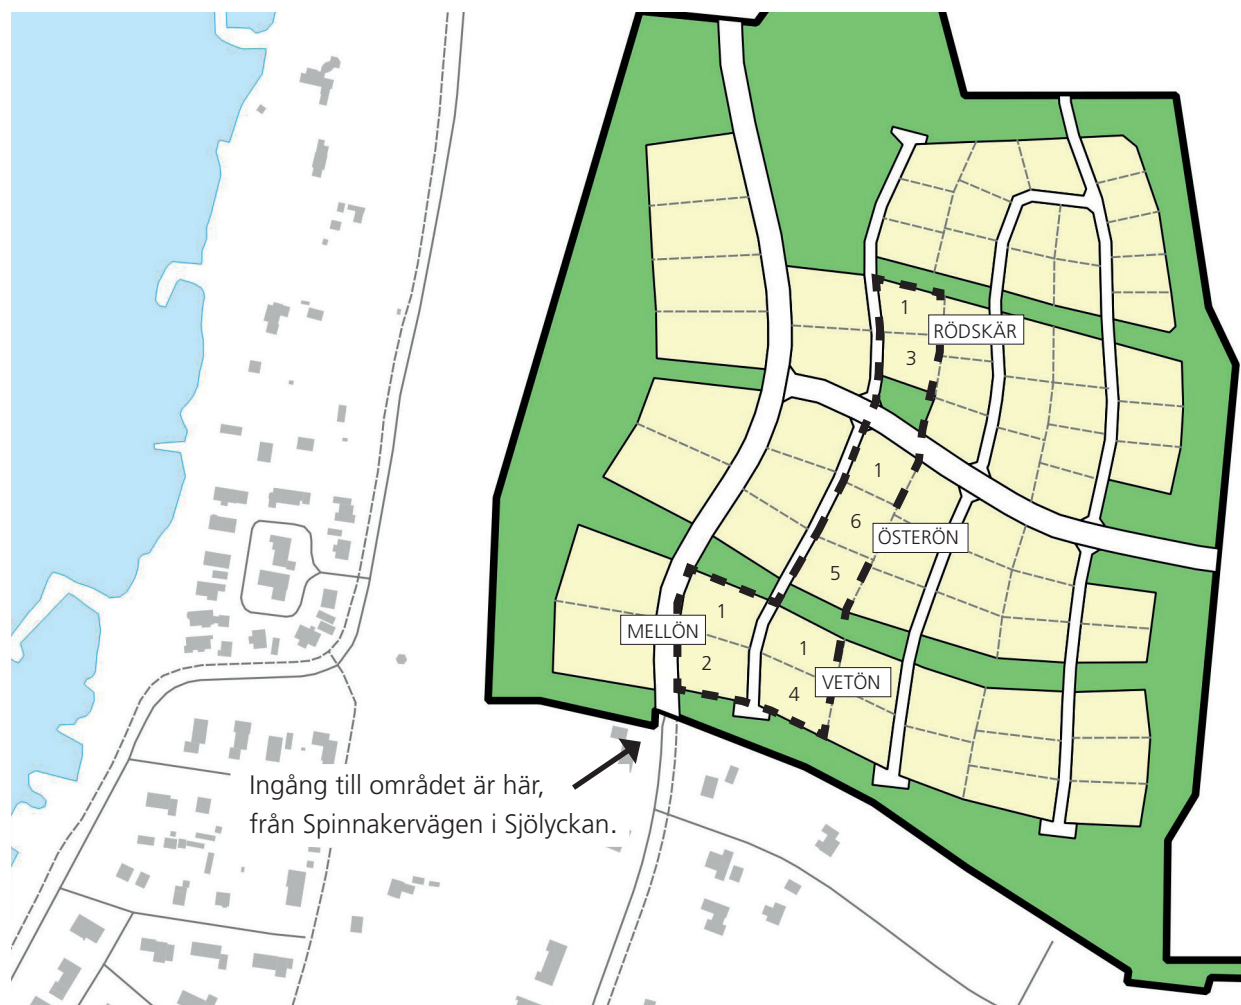 1
RÖDSKÄR
3
1
6
ÖSTERÖN
5
1
MELLÖN
1
2
VETÖN
4
Ingång till området är här,
från Spinnakervägen i Sjölyckan.